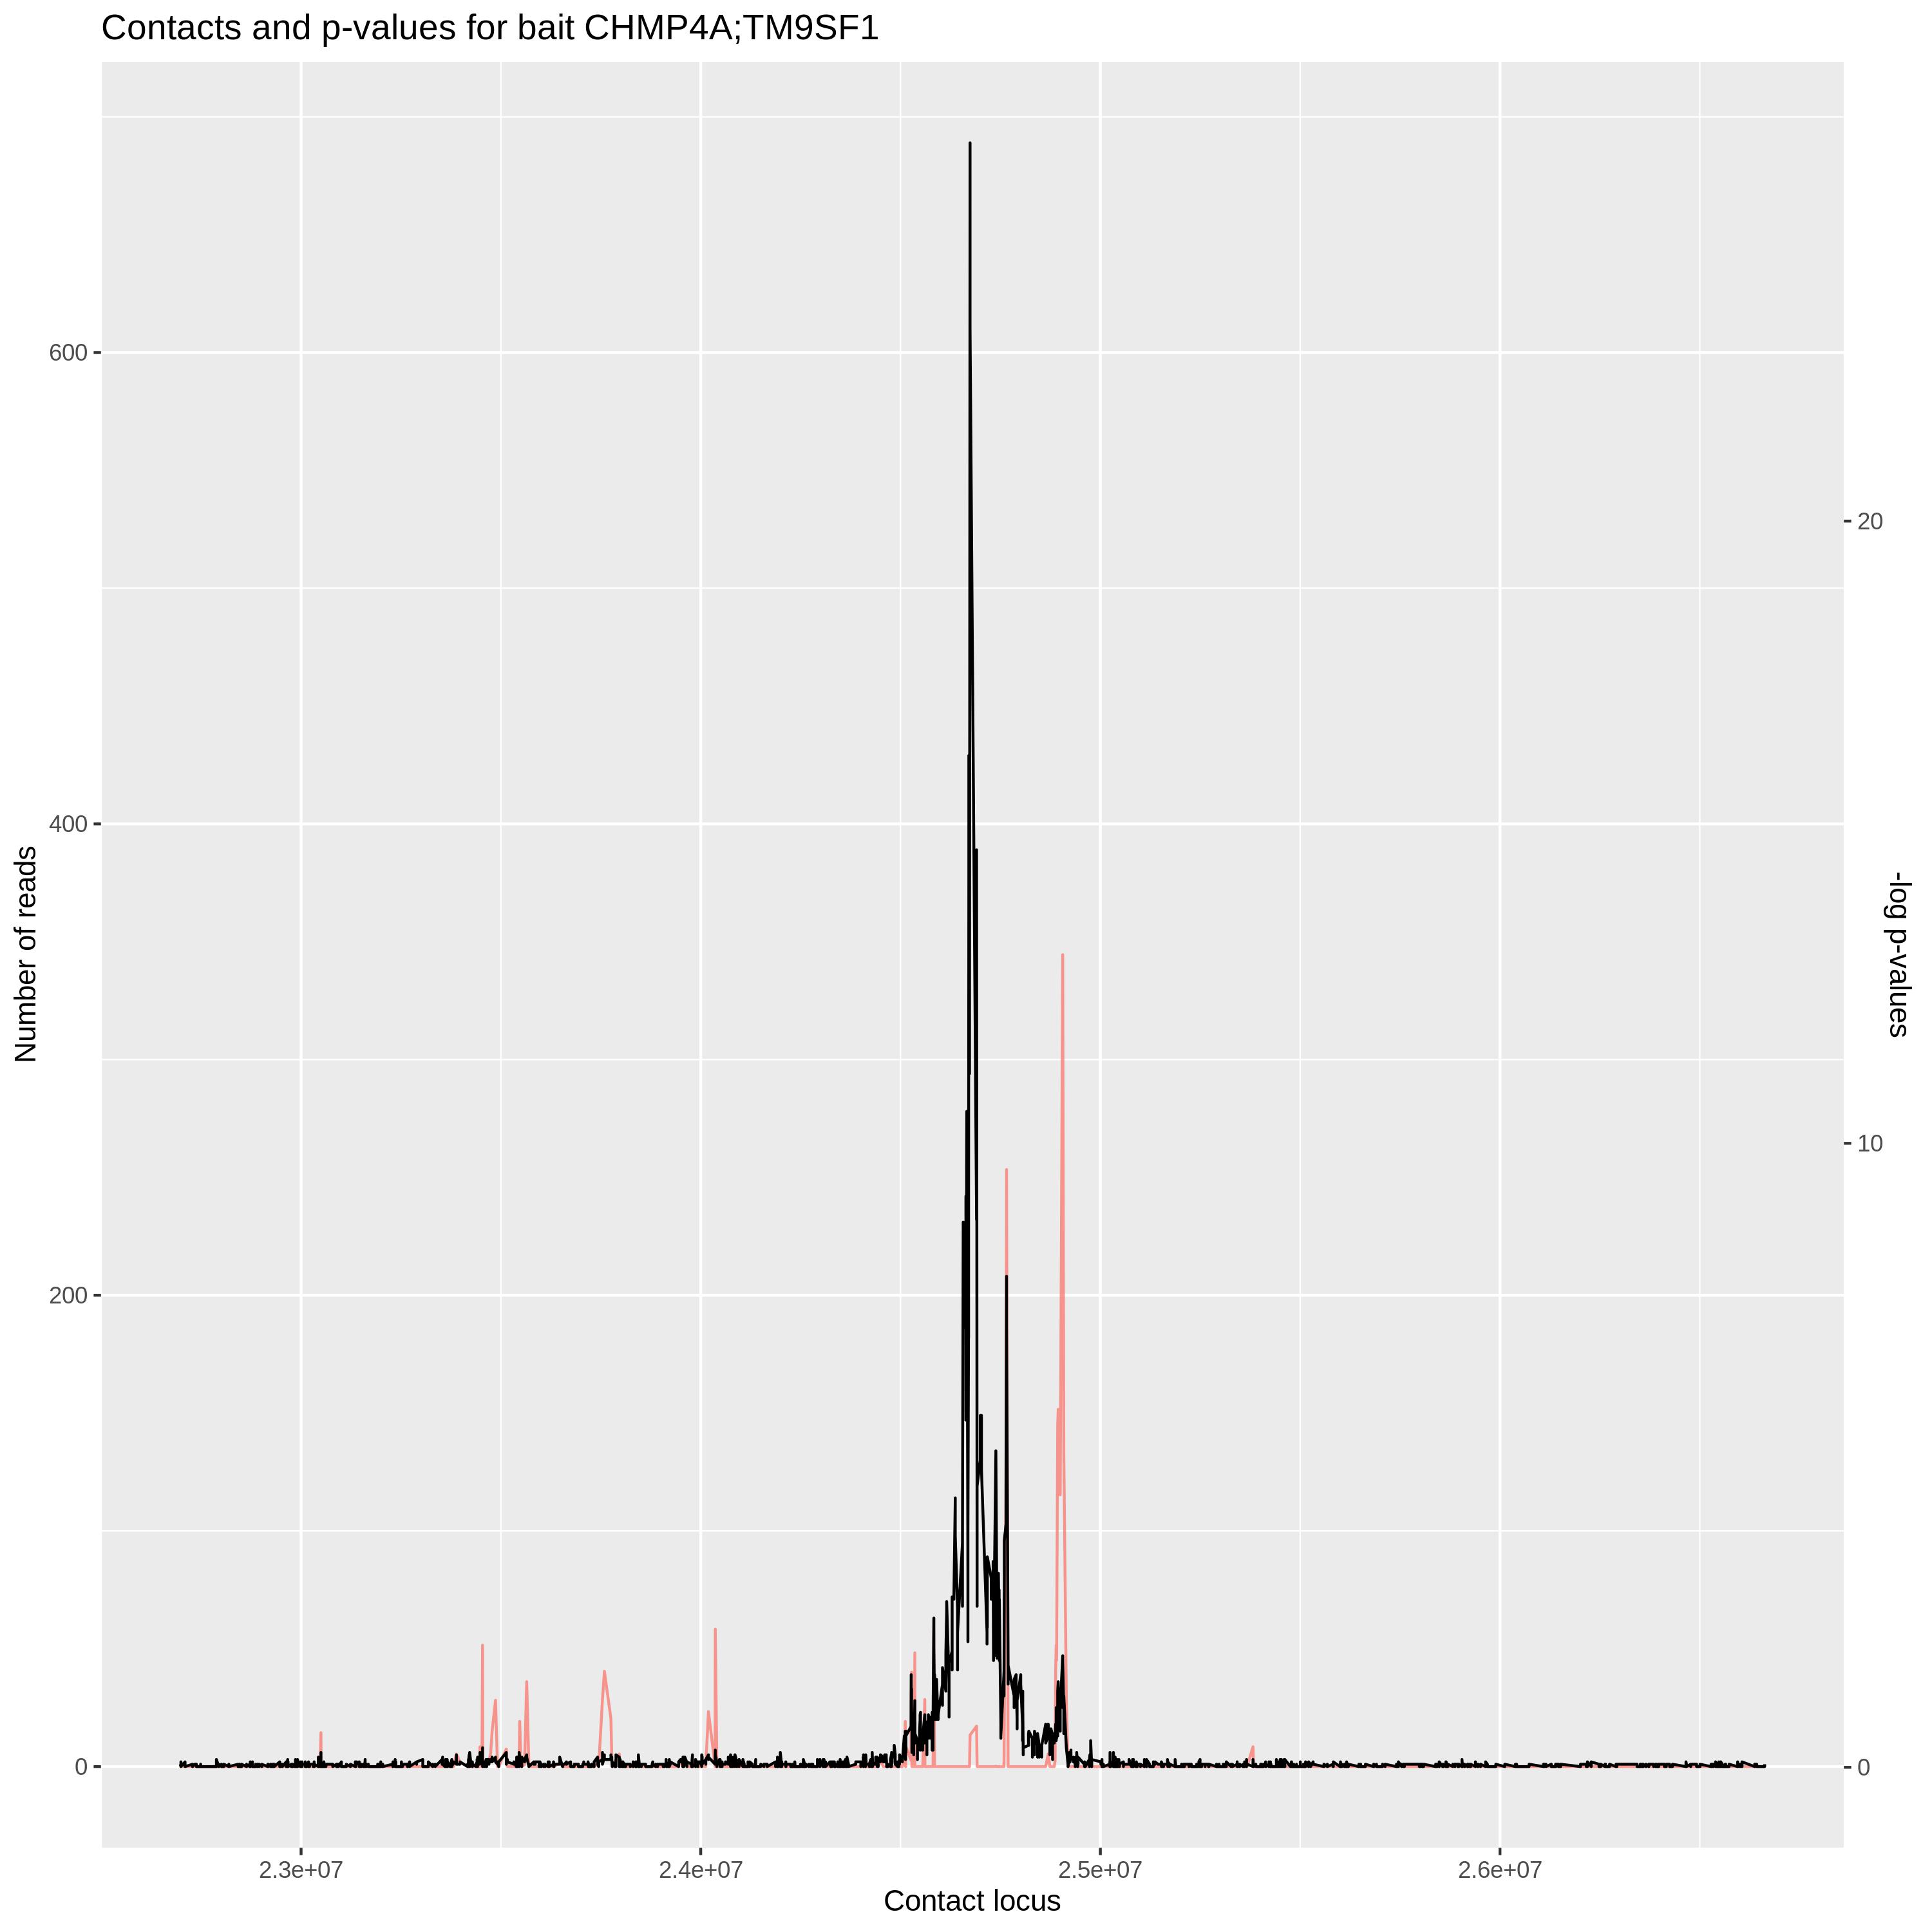 Contacts and p-values for bait CHMP4A;TM9SF1
600
400
200
0
20
10
0
Number of reads
-log p-values
2.3e+07 2.4e+07 2.5e+07 2.6e+07
Contact locus